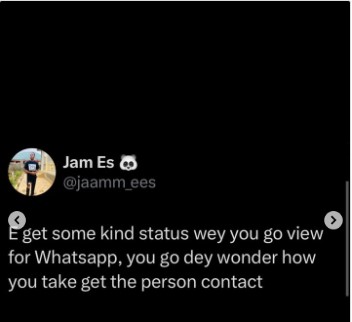 Jam Es 🐼
@jaamm_ees
E get some kind status wey you go view
for Whatsapp, you go dey wonder how
you take get the person contact